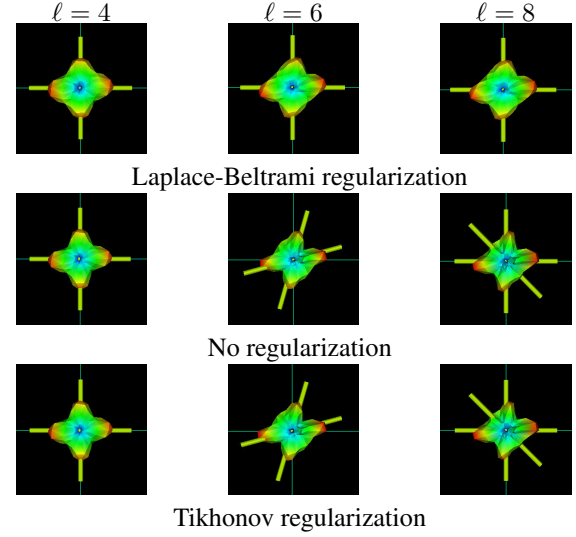 ℓ = 4 ℓ = 6 ℓ = 8
Laplace-Beltrami regularization
No regularization
Tikhonov regularization